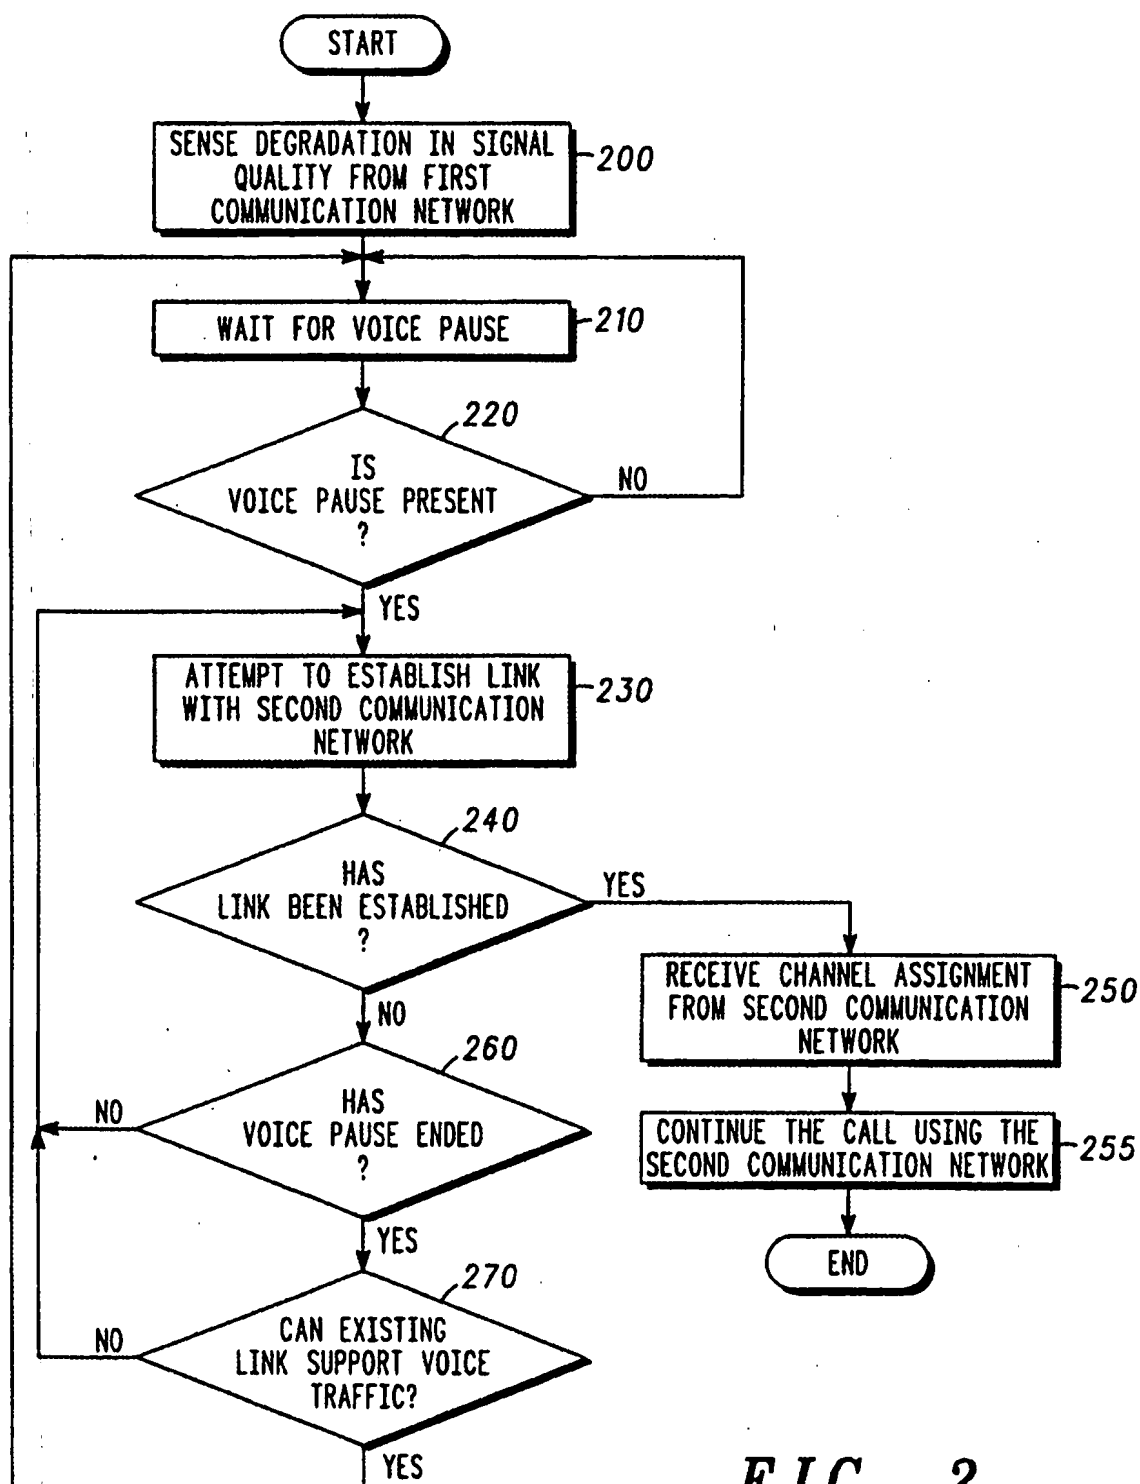 START
SENSE DEGRADATION IN SIGNAL
QUALITY FROM FIRST
COMMUNICATION NETWORK
200
WAIT FOR VOICE PAUSE
210
220
IS
VOICE PAUSE PRESENT
?
NO
YES
ATTEMPT TO ESTABLISH LINK
WITH SECOND COMMUNICATION
NETWORK
230
240
HAS
LINK BEEN ESTABLISHED
?
YES
RECEIVE CHANNEL ASSIGNMENT
FROM SECOND COMMUNICATION
NETWORK
250
NO
260
HAS
VOICE PAUSE ENDED
?
NO
CONTINUE THE CALL USING THE
SECOND COMMUNICATION NETWORK
255
YES
END
270
CAN EXISTING
LINK SUPPORT VOICE
TRAFFIC?
NO
YES
FIG. 2